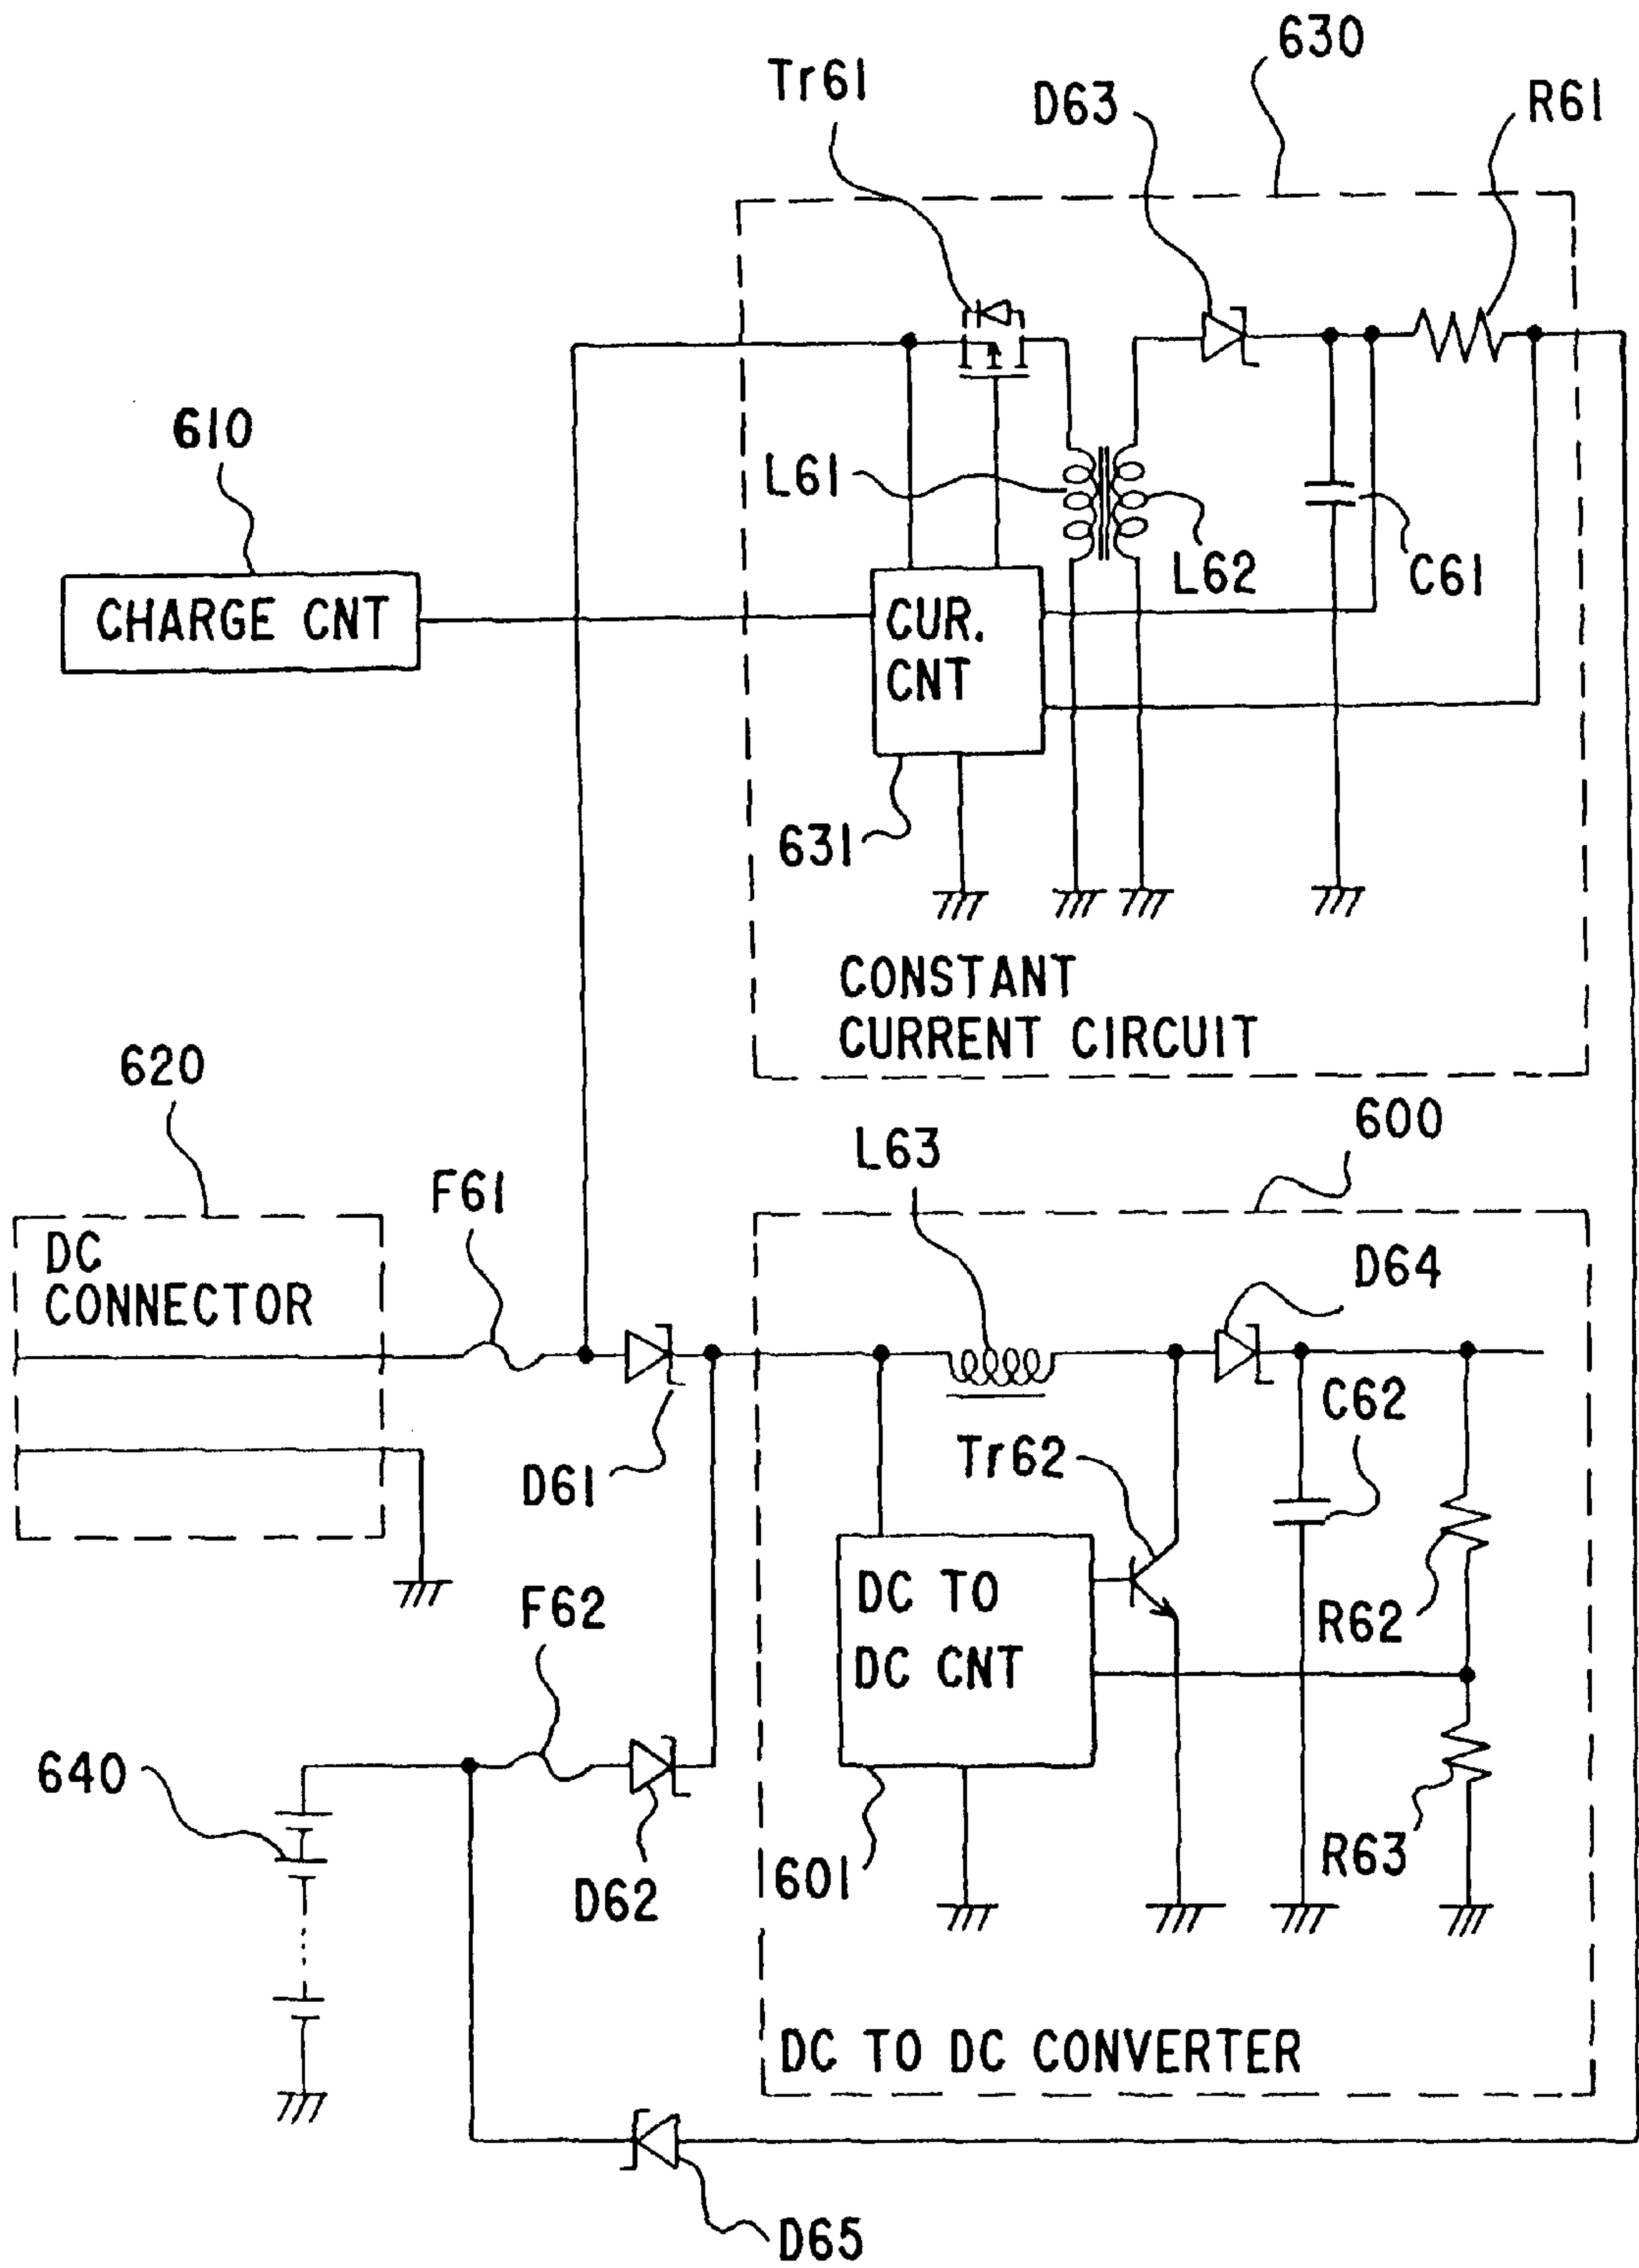 630
Tr61
D63
R61
610
L61
L62
C61
CHARGE CNT
CUR.
CNT
631
CONSTANT
CURRENT CIRCUIT
620
600
L63
F61
DC
CONNECTOR
D64
C62
Tr62
D61
F62
DC TO
DC CNT
R62
640
601
R63
D62
DC TO DC CONVERTER
D65